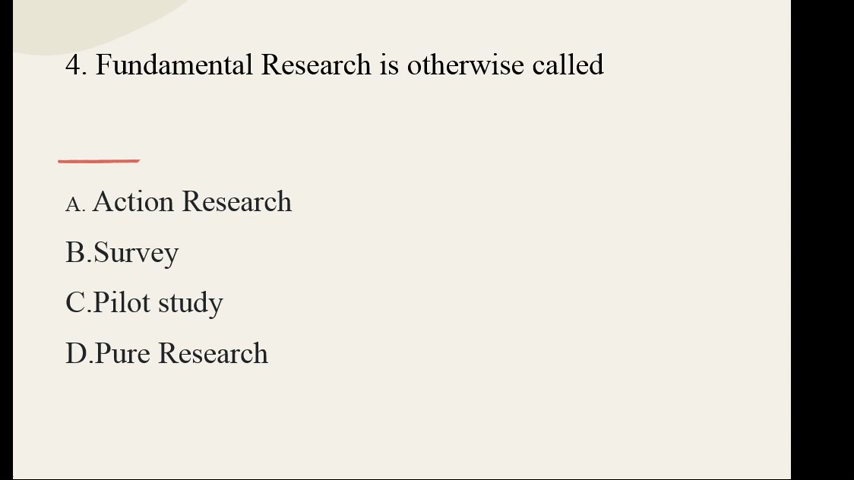 4. Fundamental Research is otherwise called
A. Action Research
B.Survey
C.Pilot study
D.Pure Research